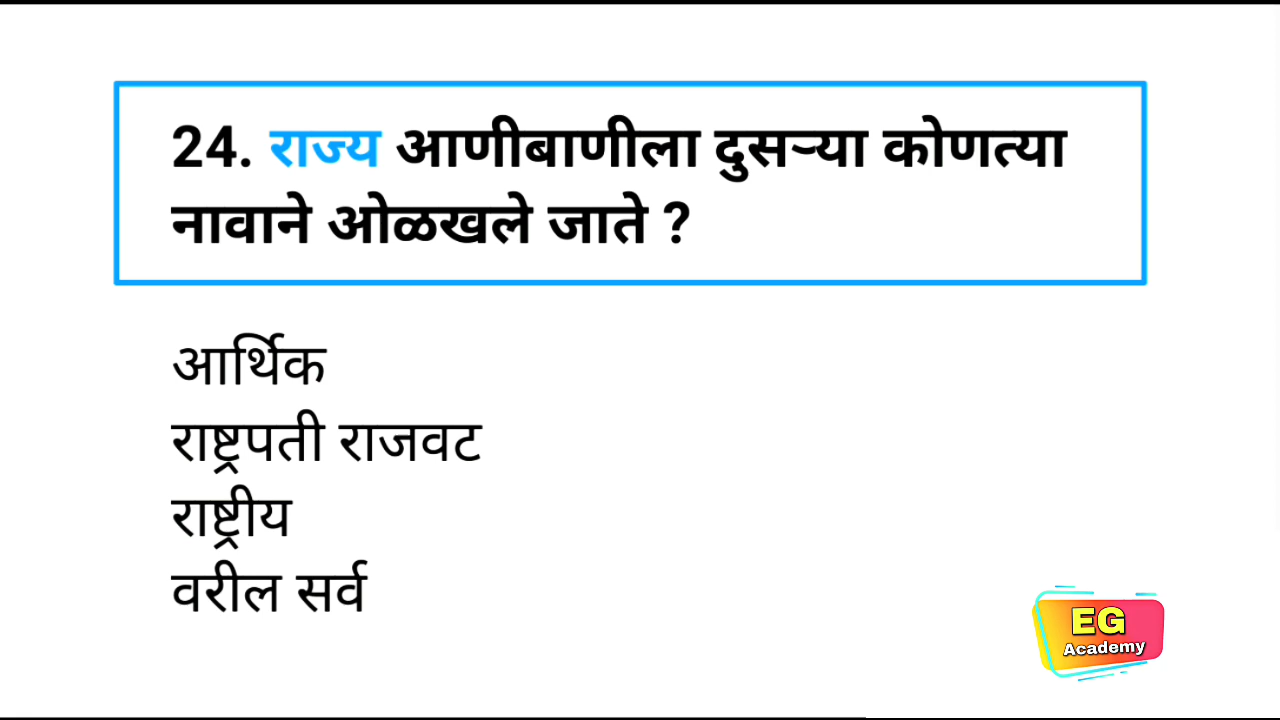 24. राज्य आणीबाणीला दुसऱ्या कोणत्या
नावाने ओळखले जाते ?
आर्थिक
राष्ट्रपती राजवट
राष्ट्रीय
वरील सर्व
EG
Academy